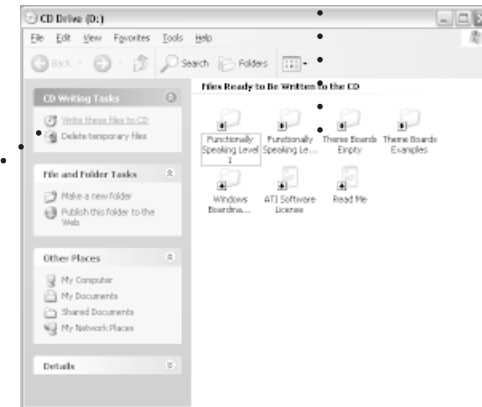 CD Drive (D:)
File Edit View Favorites Tools Help
Back Search Folders
CD Writing Tasks
Write these files to CD
Delete temporary files
File and Folder Tasks
Make a new folder
Publish this folder to the
Web
Other Places
My Computer
My Documents
Shared Documents
My Network Places
Details
Files Ready to Be Written to the CD
Functionally
Speaking Level
1
Functionally
Speaking Le...
Theme Boards
Empty
Theme Boards
Examples
Windows
Boardma...
ATI Software
License
Read Me